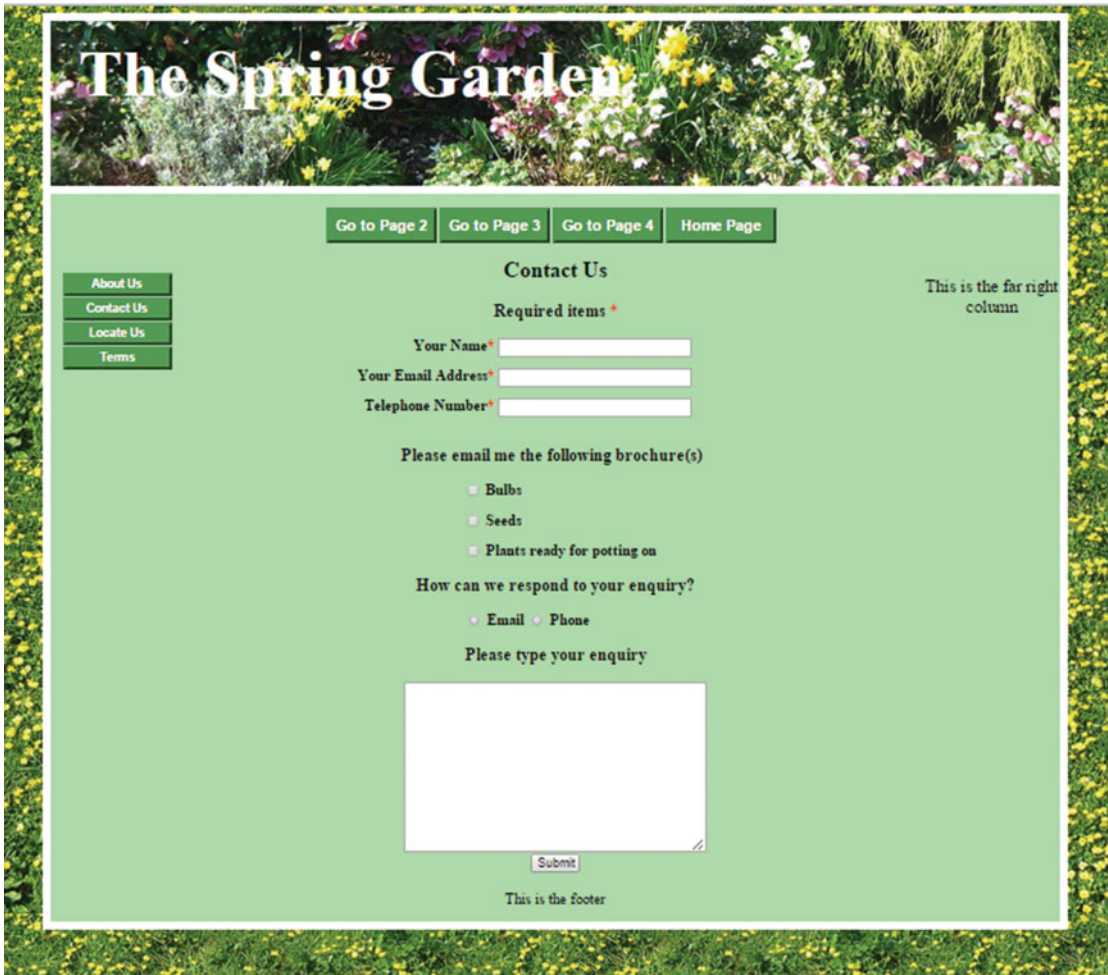 The Spring Garden
Go to Page 2 Go to Page 3 Go to Page 4 Home Page
About Us
Contact Us
Locate Us
Terms
Contact Us
Required items *
Your Name*
Your Email Address*
Telephone Number*
Please email me the following brochure(s)
Bulbs
Seeds
Plants ready for potting on
How can we respond to your enquiry?
Email Phone
Please type your enquiry
Submit
This is the far right
column
This is the footer